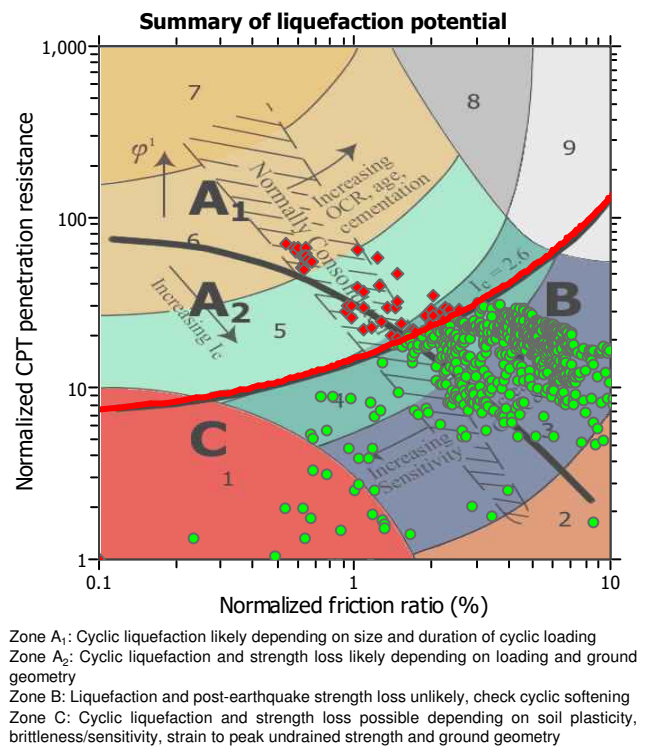 Summary of liquefaction potential
1,000
100
10
1
0.1
1
10
Normalized CPT penetration resistance
Normalized friction ratio (%)
7
8
9
φ¹
A₁
Normally Consolid
Increasing
OCR, age,
cementation
6
A₂
Increasing Ic
5
Ic = 2.6
B
4
C
1
Increasing
Sensitivity
3
2
Zone A₁: Cyclic liquefaction likely depending on size and duration of cyclic loading
Zone A₂: Cyclic liquefaction and strength loss likely depending on loading and ground
geometry
Zone B: Liquefaction and post-earthquake strength loss unlikely, check cyclic softening
Zone C: Cyclic liquefaction and strength loss possible depending on soil plasticity,
brittleness/sensitivity, strain to peak undrained strength and ground geometry